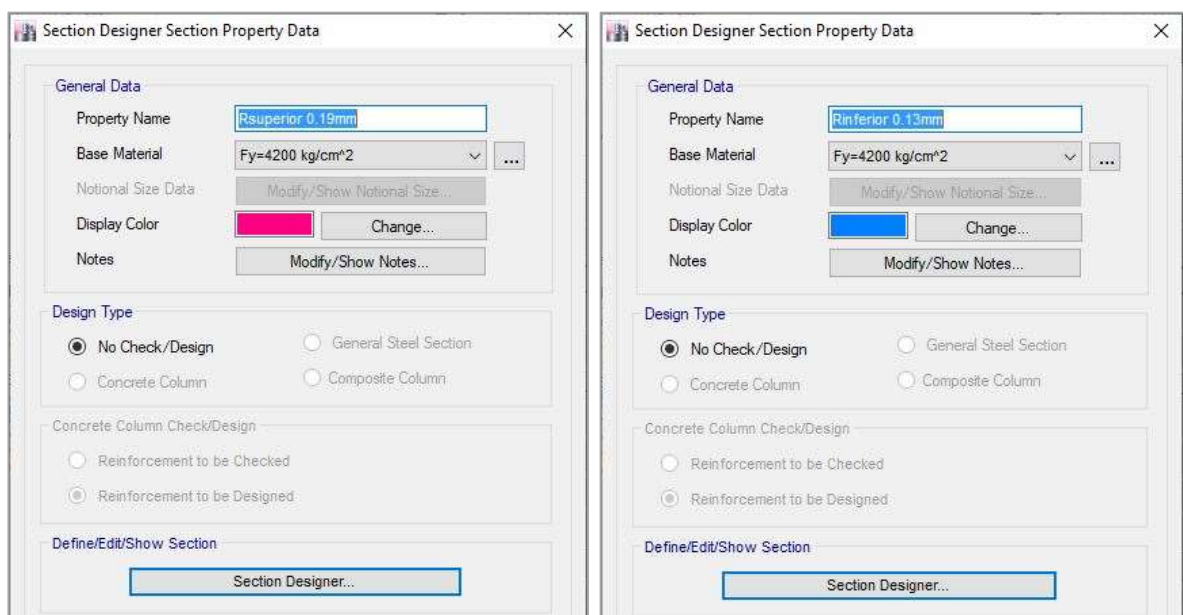 Section Designer Section Property Data
General Data
Property Name Rsuperior 0.19mm
Base Material Fy=4200 kg/cm^2 ...
Notional Size Data Modify/Show Notional Size...
Display Color Change...
Notes Modify/Show Notes...
Design Type
No Check/Design General Steel Section
Concrete Column Composite Column
Concrete Column Check/Design
Reinforcement to be Checked
Reinforcement to be Designed
Define/Edit/Show Section
Section Designer...
Section Designer Section Property Data
General Data
Property Name Rinferior 0.13mm
Base Material Fy=4200 kg/cm^2 ...
Notional Size Data Modify/Show Notional Size...
Display Color Change...
Notes Modify/Show Notes...
Design Type
No Check/Design General Steel Section
Concrete Column Composite Column
Concrete Column Check/Design
Reinforcement to be Checked
Reinforcement to be Designed
Define/Edit/Show Section
Section Designer...